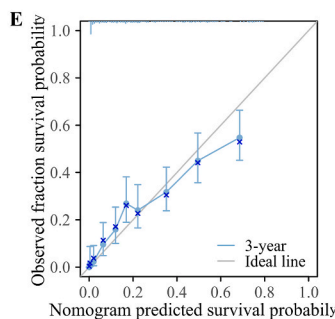 E
Observed fraction survival probability
1.0
0.8
0.6
0.4
0.2
0.0
3-year
Ideal line
0.0 0.2 0.4 0.6 0.8 1.0
Nomogram predicted survival probabily